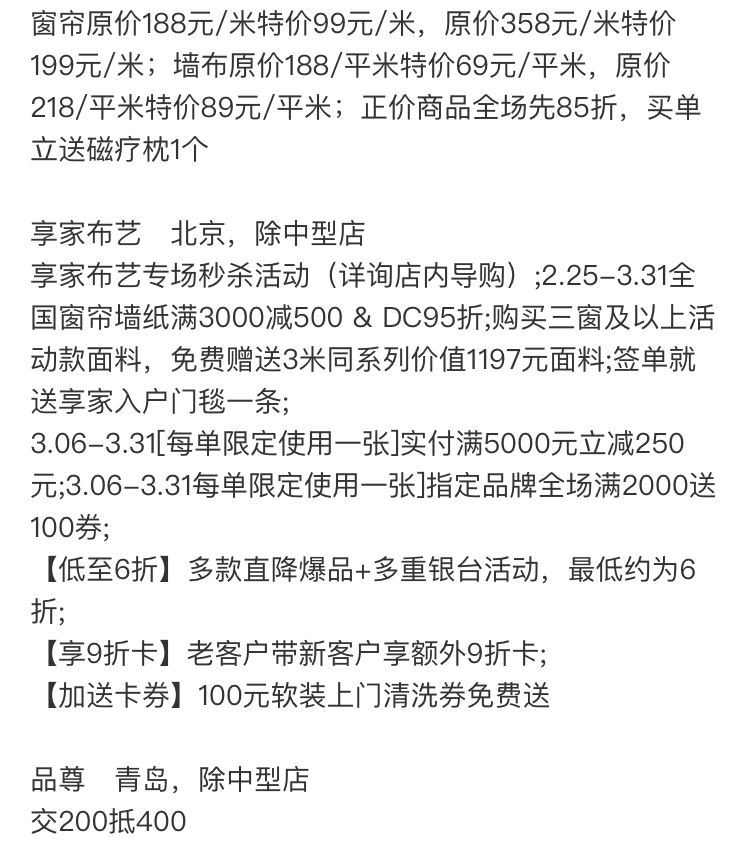 窗帘原价188元/米特价99元/米，原价358元/米特价
199元/米；墙布原价188/平米特价69元/平米，原价
218/平米特价89元/平米；正价商品全场先85折，买单
立送磁疗枕1个
享家布艺　北京，除中型店
享家布艺专场秒杀活动（详询店内导购）;2.25-3.31全
国窗帘墙纸满3000减500 & DC95折;购买三窗及以上活
动款面料，免费赠送3米同系列价值1197元面料;签单就
送享家入户门毯一条;
3.06-3.31[每单限定使用一张]实付满5000元立减250
元;3.06-3.31每单限定使用一张]指定品牌全场满2000送
100券;
【低至6折】多款直降爆品+多重银台活动，最低约为6
折;
【享9折卡】老客户带新客户享额外9折卡;
【加送卡券】100元软装上门清洗券免费送
品尊　青岛，除中型店
交200抵400